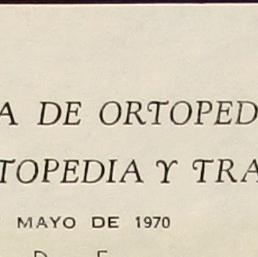 A DE ORTOPED
TOPEDIA Y TRA
MAYO DE 1970